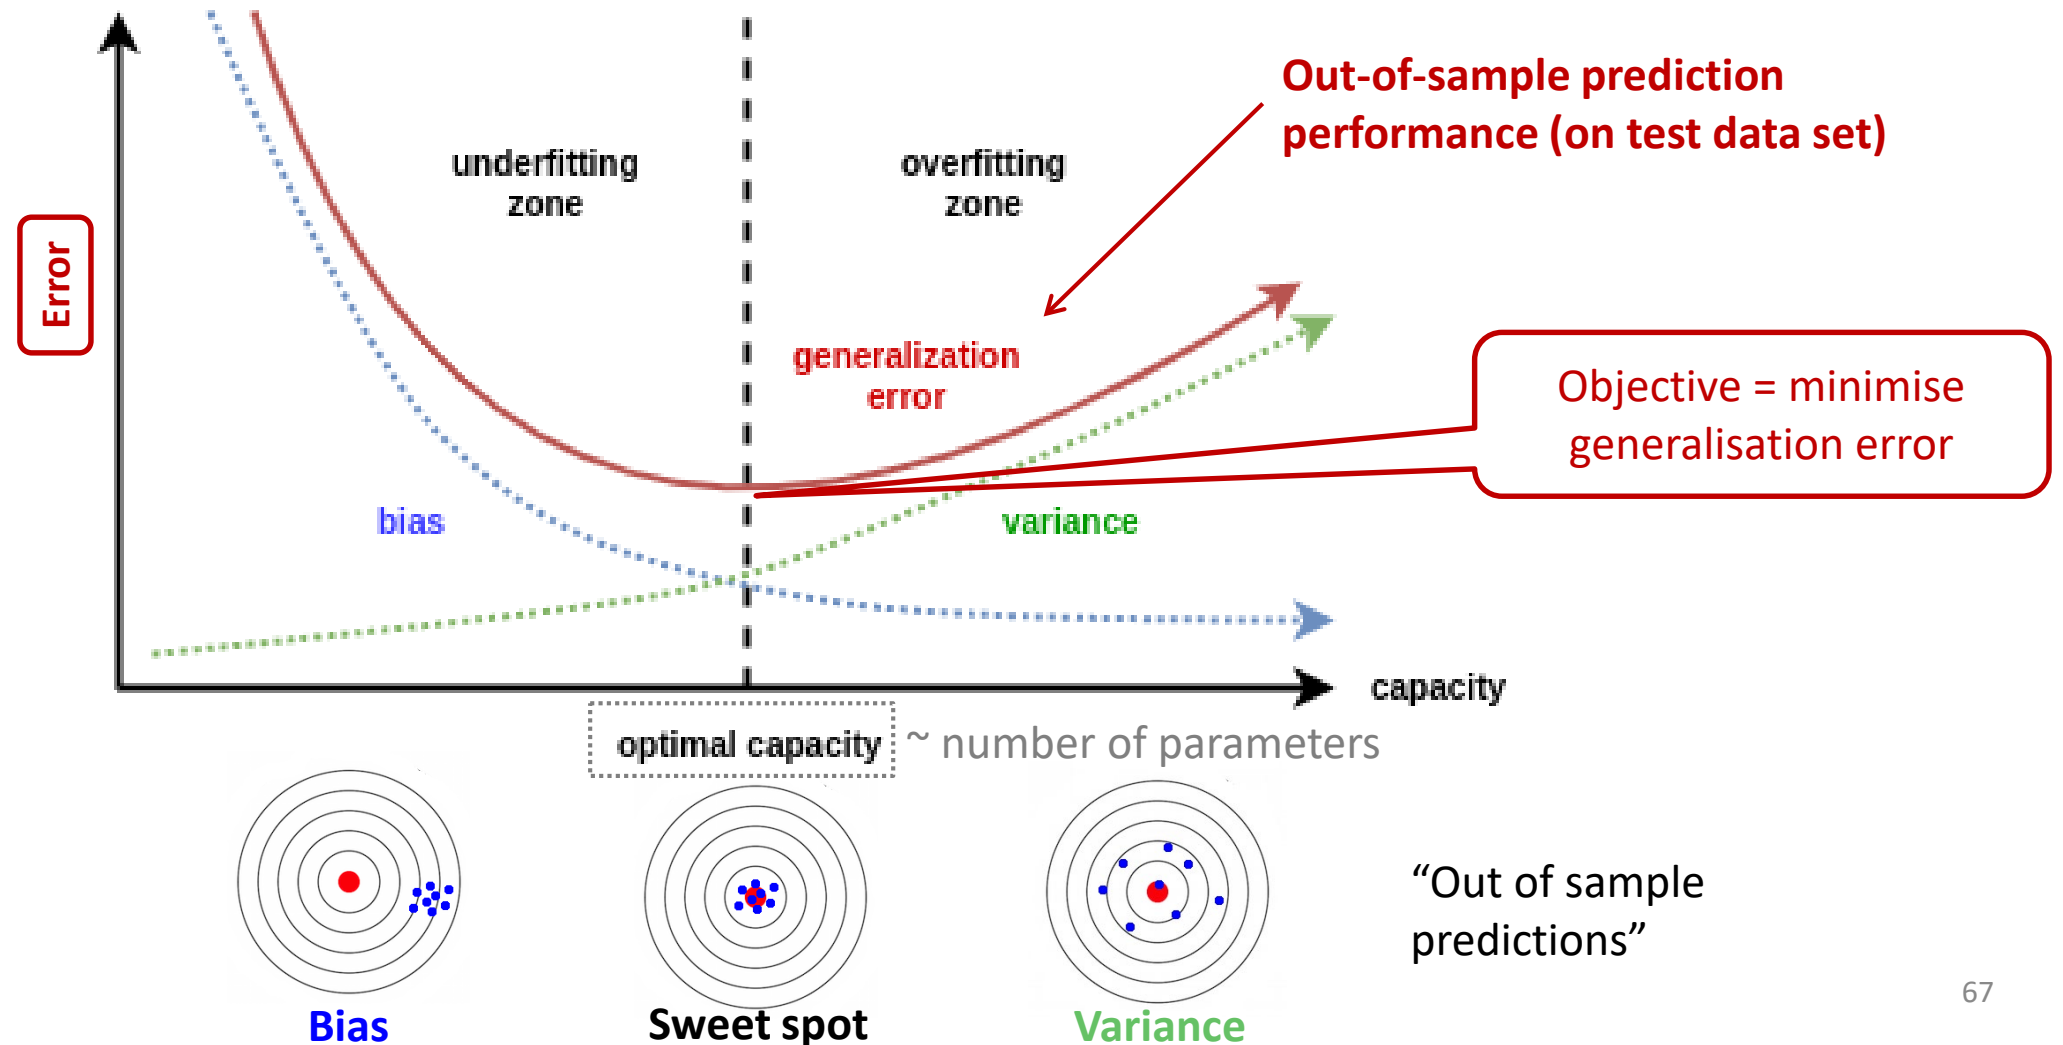 Out-of-sample prediction
performance (on test data set)
underfitting
zone
overfitting
zone
Error
generalization
error
Objective = minimise
generalisation error
bias
variance
capacity
optimal capacity ~ number of parameters
"Out of sample
predictions"
Bias
Sweet spot
Variance
67